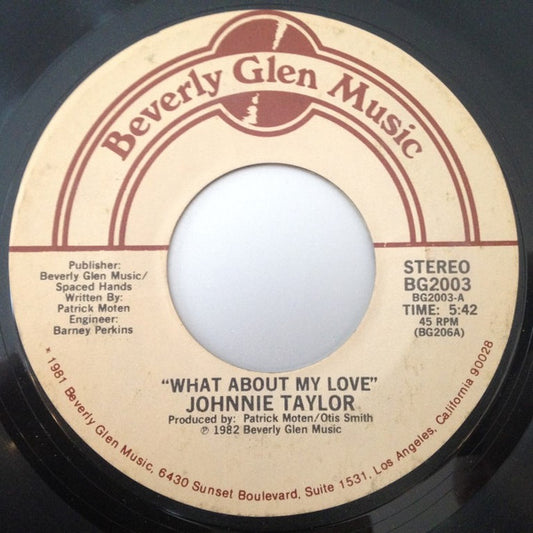 Beverly Glen Music
Publisher:
Beverly Glen Music/
Spaced Hands
Written By:
Patrick Moten
Engineer:
Barney Perkins
STEREO
BG2003
BG2003-A
TIME: 5:42
45 RPM
(BG206A)
"WHAT ABOUT MY LOVE"
JOHNNIE TAYLOR
Produced by: Patrick Moten/Otis Smith
℗ 1982 Beverly Glen Music
* 1981 Beverly Glen Music, 6430 Sunset Boulevard, Suite 1531, Los Angeles, California 90028